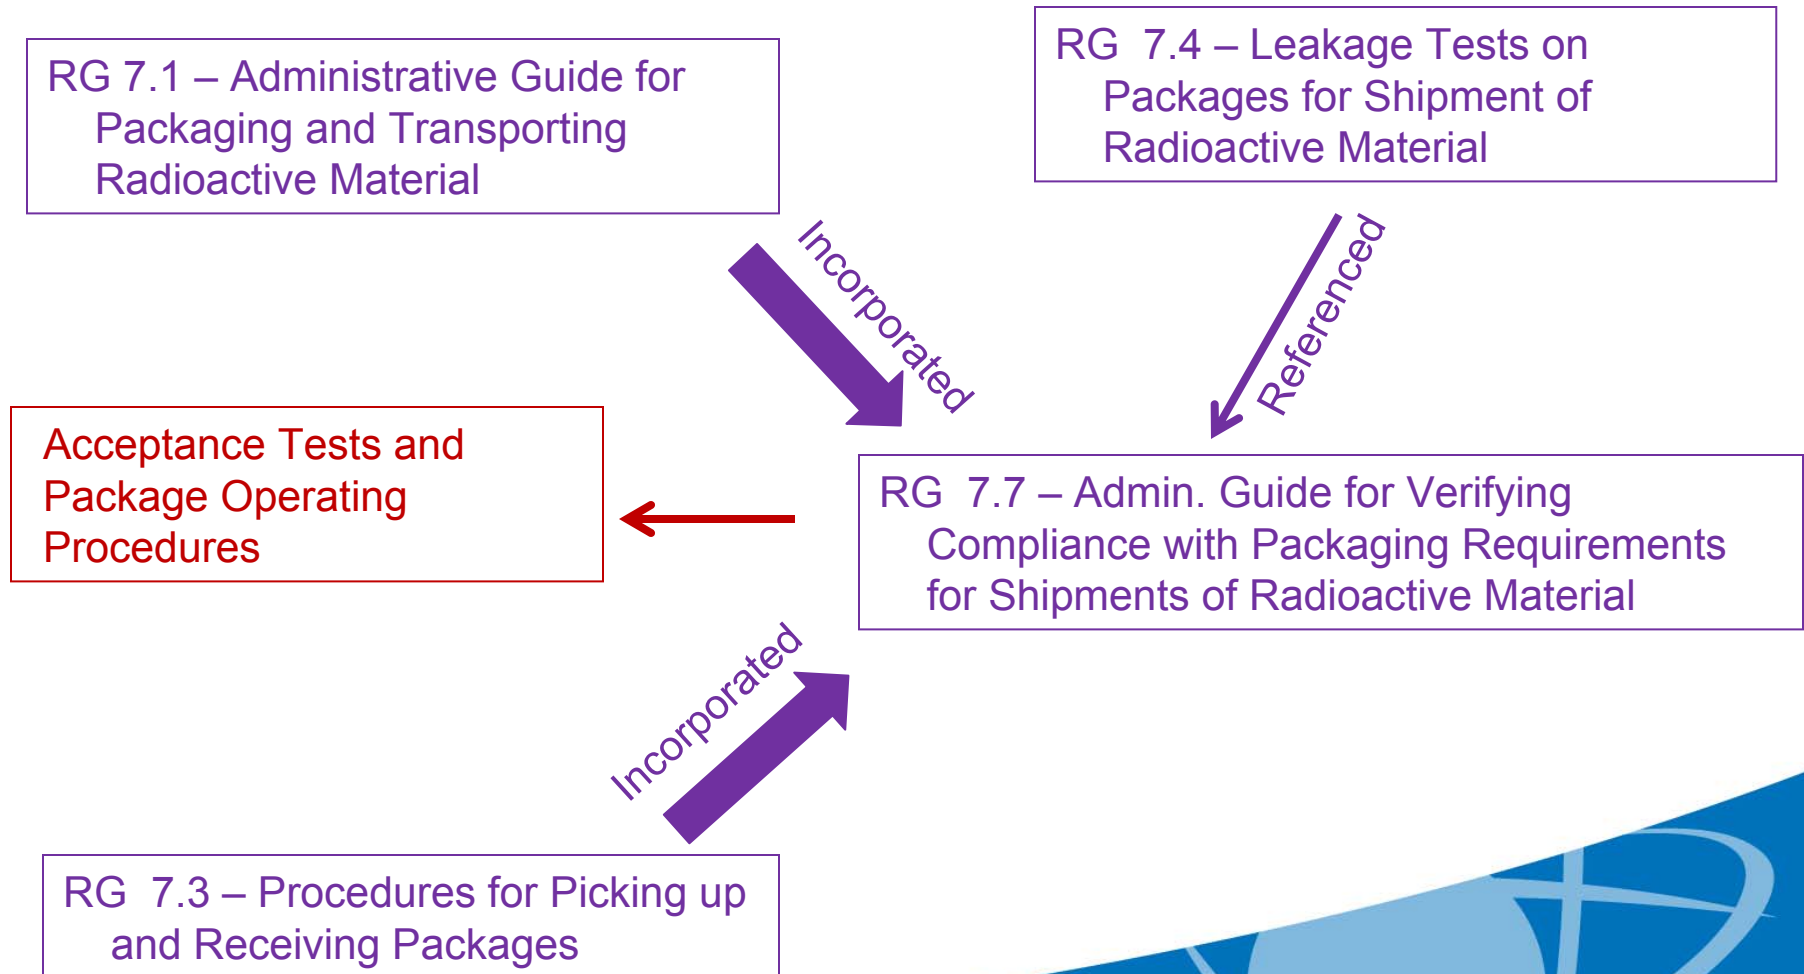 RG 7.1 – Administrative Guide for
Packaging and Transporting
Radioactive Material
RG 7.4 – Leakage Tests on
Packages for Shipment of
Radioactive Material
Incorporated
Referenced
Acceptance Tests and
Package Operating
Procedures
RG 7.7 – Admin. Guide for Verifying
Compliance with Packaging Requirements
for Shipments of Radioactive Material
Incorporated
RG 7.3 – Procedures for Picking up
and Receiving Packages